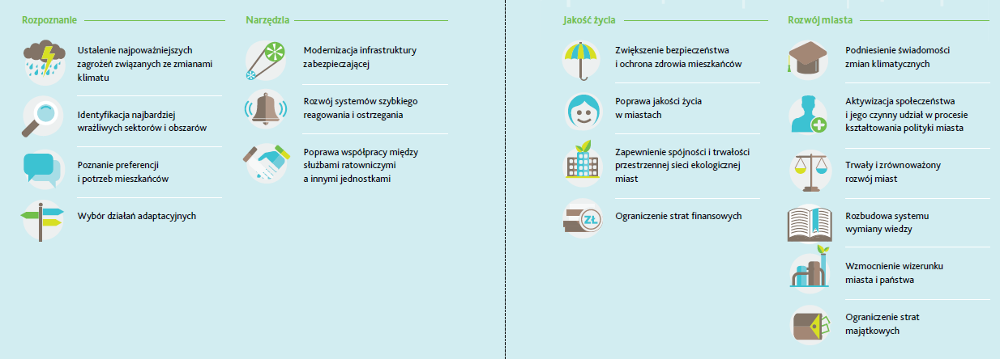 Rozpoznanie
Ustalenie najpoważniejszych
zagrożeń związanych ze zmianami
klimatu
Identyfikacja najbardziej
wrażliwych sektorów i obszarów
Poznanie preferencji
i potrzeb mieszkańców
Wybór działań adaptacyjnych
Narzędzia
Modernizacja infrastruktury
zabezpieczającej
Rozwój systemów szybkiego
reagowania i ostrzegania
Poprawa współpracy między
służbami ratowniczymi
a innymi jednostkami
Jakość życia
Zwiększenie bezpieczeństwa
i ochrona zdrowia mieszkańców
Poprawa jakości życia
w miastach
Zapewnienie spójności i trwałości
przestrzennej sieci ekologicznej
miast
ZŁ
Ograniczenie strat finansowych
Rozwój miasta
Podniesienie świadomości
zmian klimatycznych
Aktywizacja społeczeństwa
i jego czynny udział w procesie
kształtowania polityki miasta
Trwały i zrównoważony
rozwój miast
Rozbudowa systemu
wymiany wiedzy
Wzmocnienie wizerunku
miasta i państwa
Ograniczenie strat
majątkowych